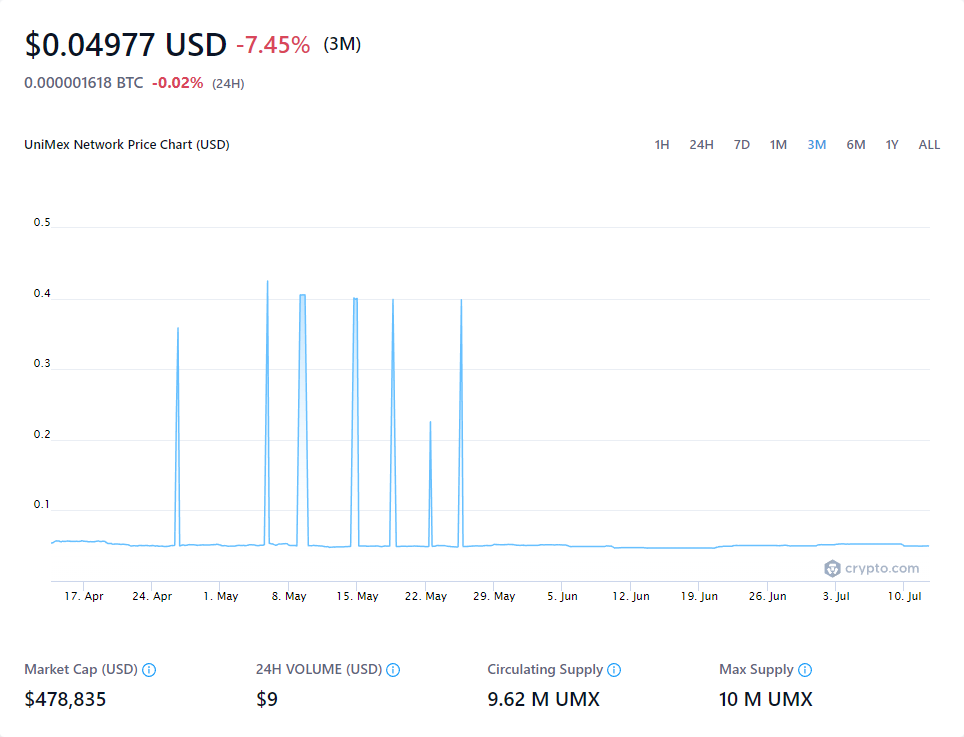 $0.04977 USD -7.45% (3M)
0.000001618 BTC -0.02% (24H)
UniMex Network Price Chart (USD) 1H 24H 7D 1M 3M 6M 1Y ALL
0.5
0.4
0.3
0.2
0.1
crypto.com
17. Apr 24. Apr 1. May 8. May 15. May 22. May 29. May 5. Jun 12. Jun 19. Jun 26. Jun 3. Jul 10. Jul
Market Cap (USD) 24H VOLUME (USD) Circulating Supply Max Supply
$478,835 $9 9.62 M UMX 10 M UMX